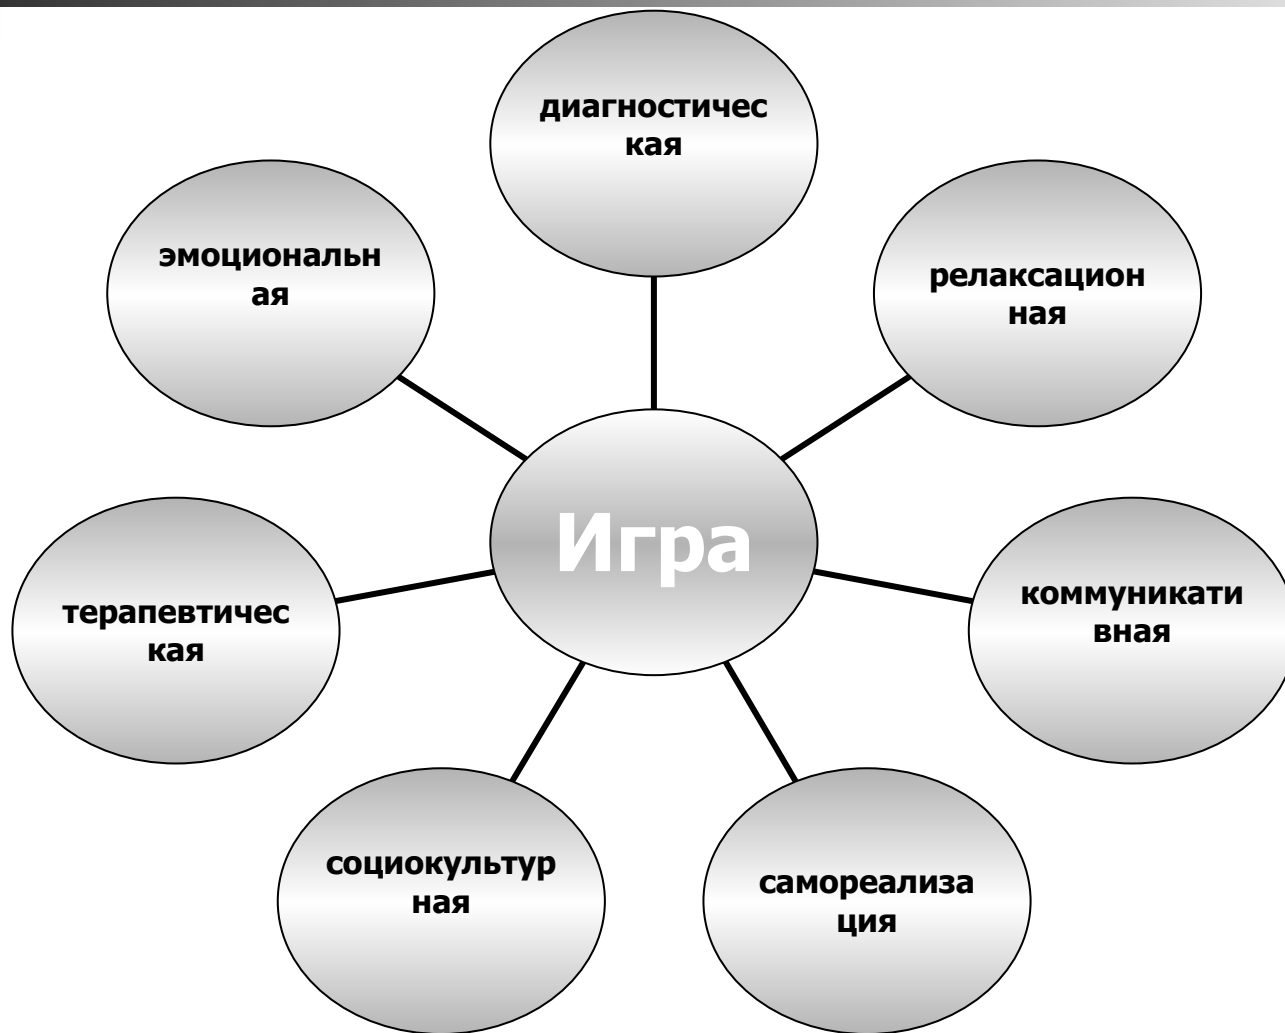 диагностичес
кая
эмоциональн
ая
релаксацион
ная
Игра
терапевтичес
кая
коммуникати
вная
социокультур
ная
самореализа
ция